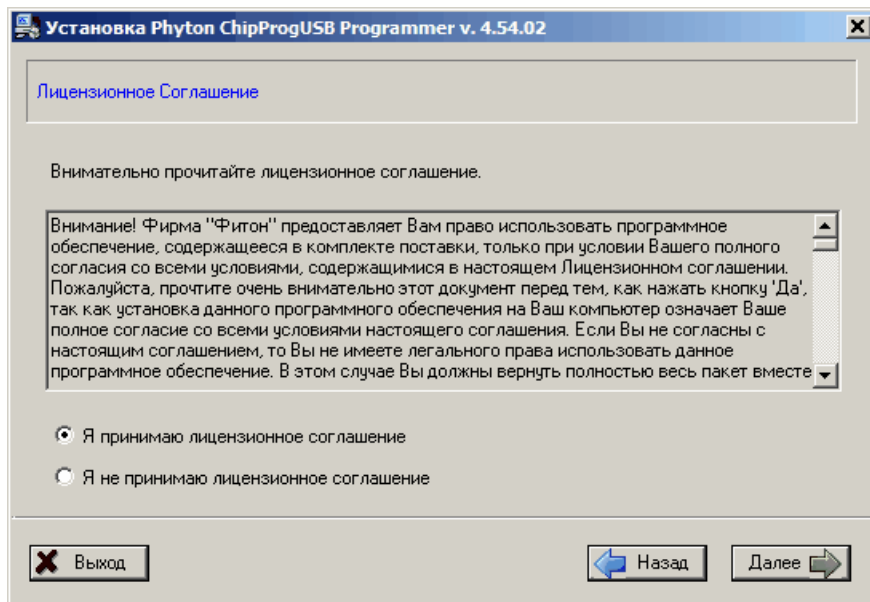 Установка Phyton ChipProgUSB Programmer v. 4.54.02
Лицензионное Соглашение
Внимательно прочитайте лицензионное соглашение.
Внимание! Фирма "Фитон" предоставляет Вам право использовать программное
обеспечение, содержащееся в комплекте поставки, только при условии Вашего полного
согласия со всеми условиями, содержащимися в настоящем Лицензионном соглашении.
Пожалуйста, прочтите очень внимательно этот документ перед тем, как нажать кнопку 'Да',
так как установка данного программного обеспечения на Ваш компьютер означает Ваше
полное согласие со всеми условиями настоящего соглашения. Если Вы не согласны с
настоящим соглашением, то Вы не имеете легального права использовать данное
программное обеспечение. В этом случае Вы должны вернуть полностью весь пакет вместе
Я принимаю лицензионное соглашение
Я не принимаю лицензионное соглашение
Выход
Назад
Далее